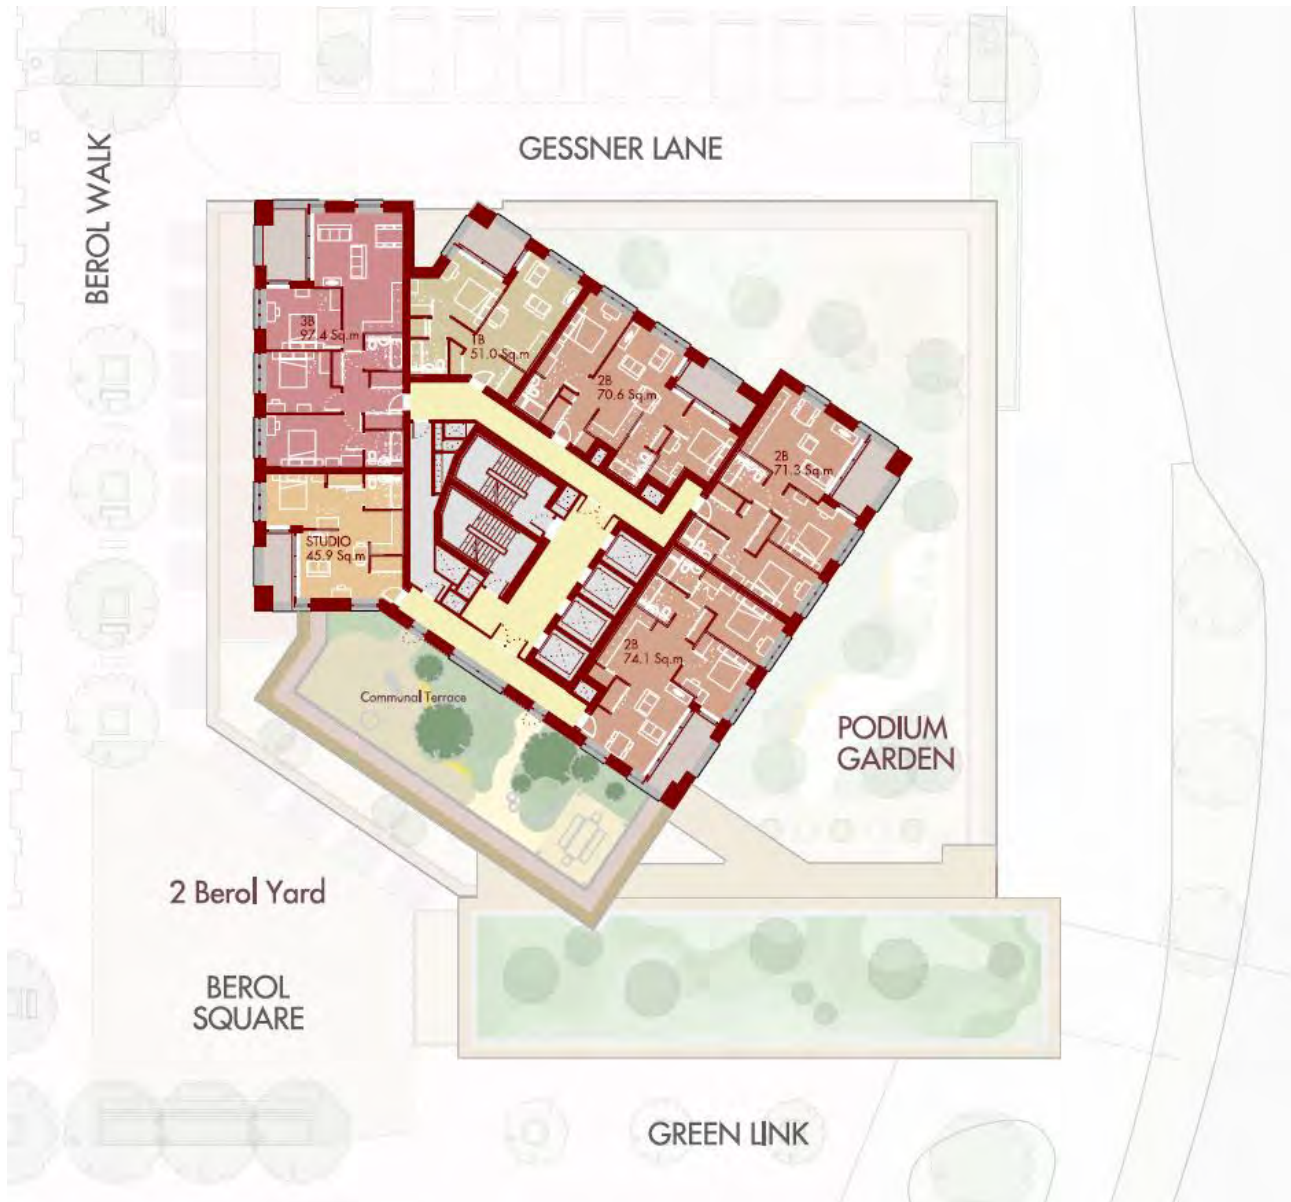 GESSNER LANE
BEROL WALK
3B
97.4 Sq.m
1B
51.0 Sq.m
2B
70.6 Sq.m
2B
71.3 Sq.m
STUDIO
45.9 Sq.m
2B
74.1 Sq.m
Communal Terrace
PODIUM
GARDEN
2 Berol Yard
BEROL
SQUARE
GREEN LINK